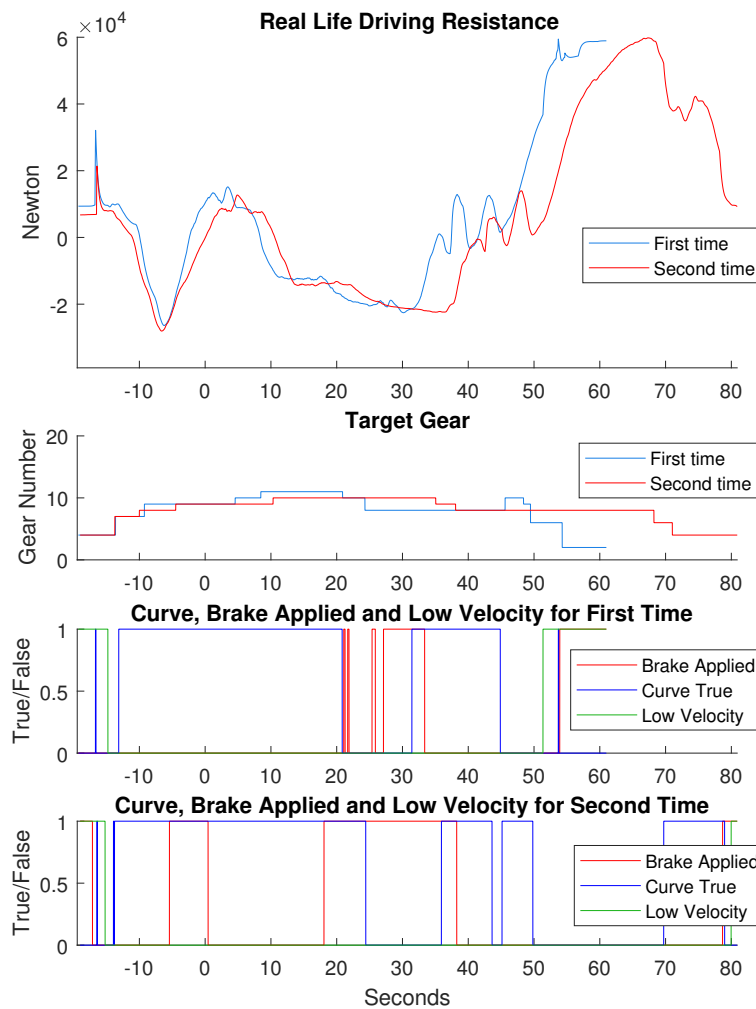 Real Life Driving Resistance
×10⁴
Newton
6
4
2
0
-2
First time
Second time
-10 0 10 20 30 40 50 60 70 80
Target Gear
Gear Number
20
10
0
First time
Second time
-10 0 10 20 30 40 50 60 70 80
Curve, Brake Applied and Low Velocity for First Time
True/False
1
0.5
0
Brake Applied
Curve True
Low Velocity
-10 0 10 20 30 40 50 60 70 80
Curve, Brake Applied and Low Velocity for Second Time
True/False
1
0.5
0
Brake Applied
Curve True
Low Velocity
-10 0 10 20 30 40 50 60 70 80
Seconds